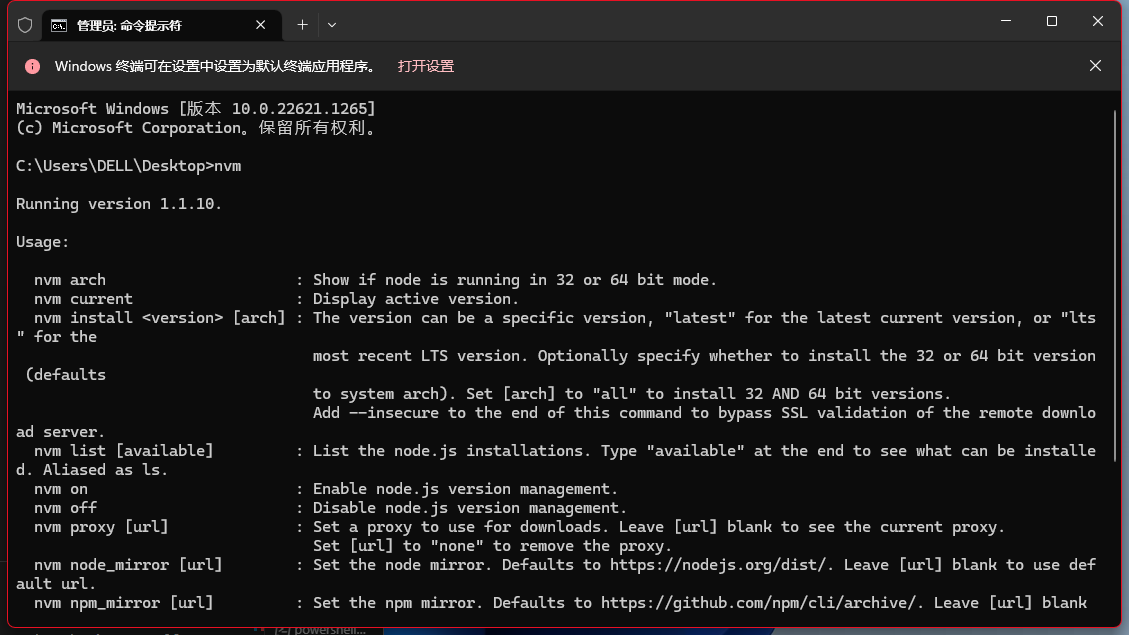 管理员: 命令提示符
Windows 终端可在设置中设置为默认终端应用程序。 打开设置
Microsoft Windows [版本 10.0.22621.1265]
(c) Microsoft Corporation。保留所有权利。
C:\Users\DELL\Desktop>nvm
Running version 1.1.10.
Usage:
nvm arch : Show if node is running in 32 or 64 bit mode.
nvm current : Display active version.
nvm install <version> [arch] : The version can be a specific version, "latest" for the latest current version, or "lts
" for the
most recent LTS version. Optionally specify whether to install the 32 or 64 bit version
(defaults
to system arch). Set [arch] to "all" to install 32 AND 64 bit versions.
Add --insecure to the end of this command to bypass SSL validation of the remote downlo
ad server.
nvm list [available] : List the node.js installations. Type "available" at the end to see what can be installe
d. Aliased as ls.
nvm on : Enable node.js version management.
nvm off : Disable node.js version management.
nvm proxy [url] : Set a proxy to use for downloads. Leave [url] blank to see the current proxy.
Set [url] to "none" to remove the proxy.
nvm node_mirror [url] : Set the node mirror. Defaults to https://nodejs.org/dist/. Leave [url] blank to use def
ault url.
nvm npm_mirror [url] : Set the npm mirror. Defaults to https://github.com/npm/cli/archive/. Leave [url] blank